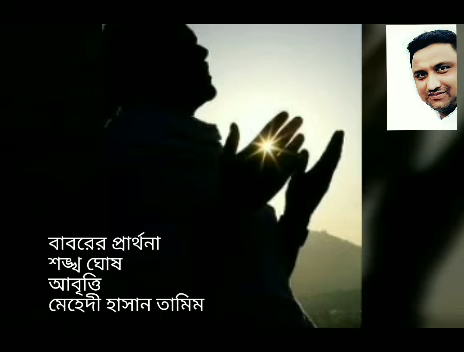 বাবরের প্রার্থনা
শঙ্খ ঘোষ
আবৃত্তি
মেহেদী হাসান তামিম